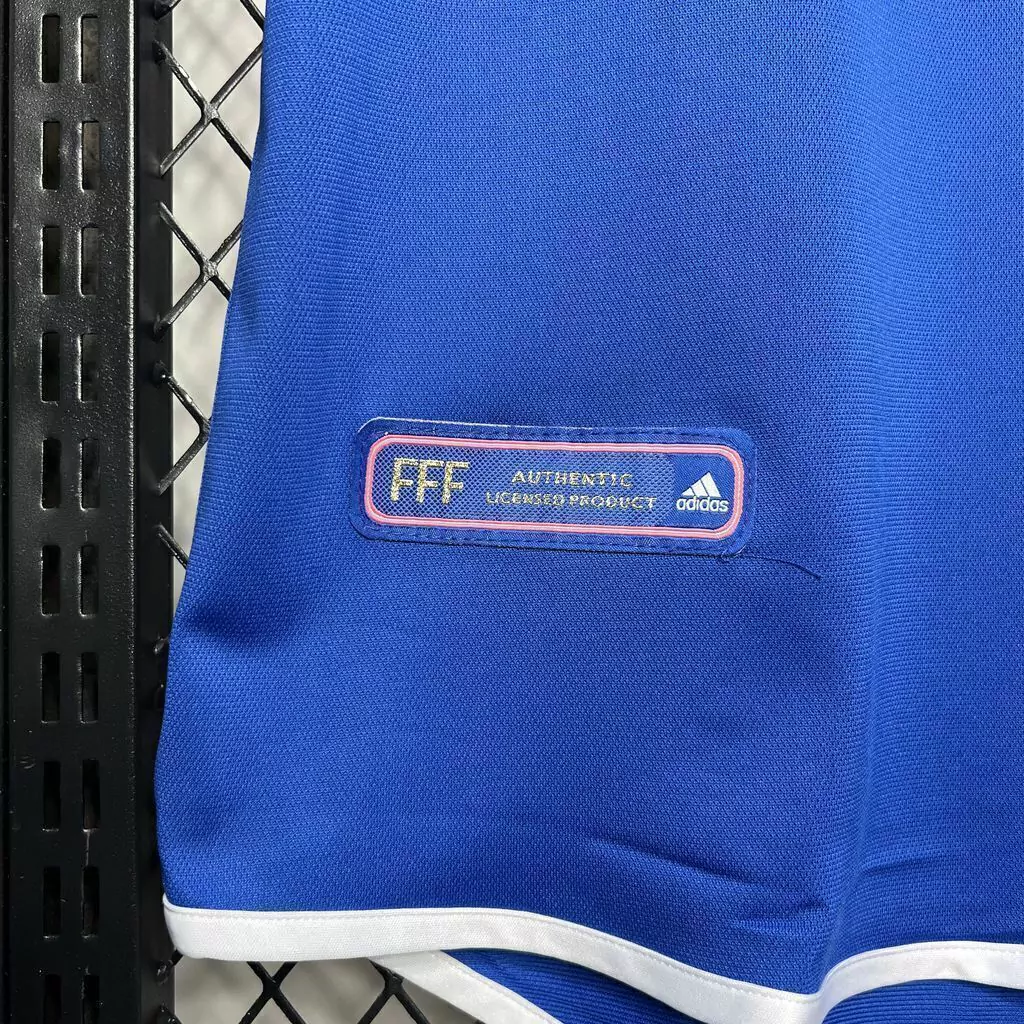 FFF
AUTHENTIC
LICENSED PRODUCT
adidas